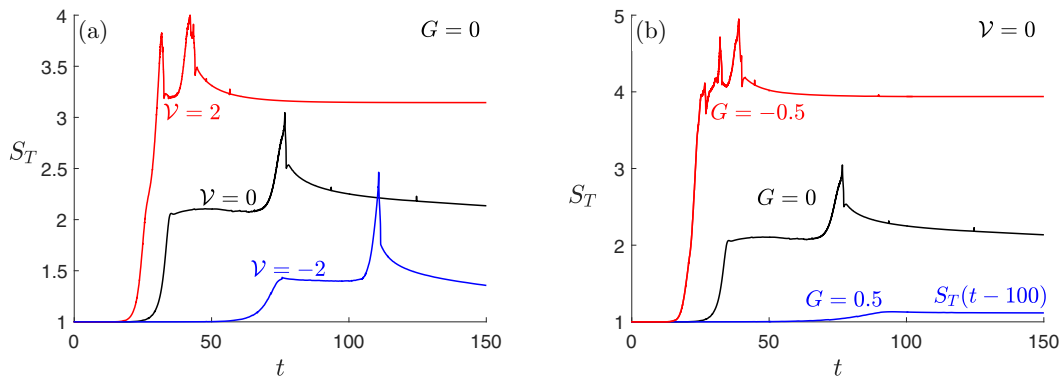 (a)
G = 0
4
3.5
3
2.5
2
1.5
1
S_T
𝒱 = 2
𝒱 = 0
𝒱 = −2
0
50
100
150
t
(b)
𝒱 = 0
5
4
3
2
1
S_T
G = −0.5
G = 0
G = 0.5
S_T(t − 100)
0
50
100
150
t